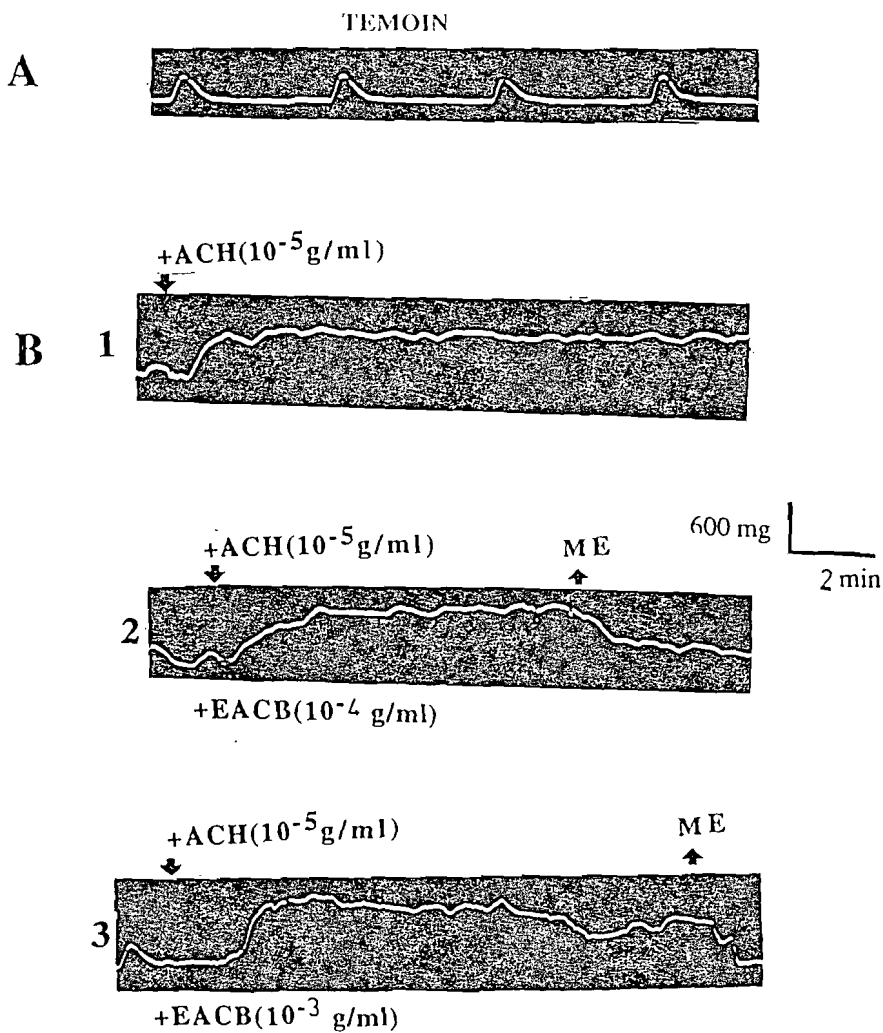 TEMOIN
A
+ACH(10⁻⁵g/ml)
B 1
600 mg
2 min
+ACH(10⁻⁵g/ml) ME
2
+EACB(10⁻⁴ g/ml)
+ACH(10⁻⁵g/ml) ME
3
+EACB(10⁻³ g/ml)